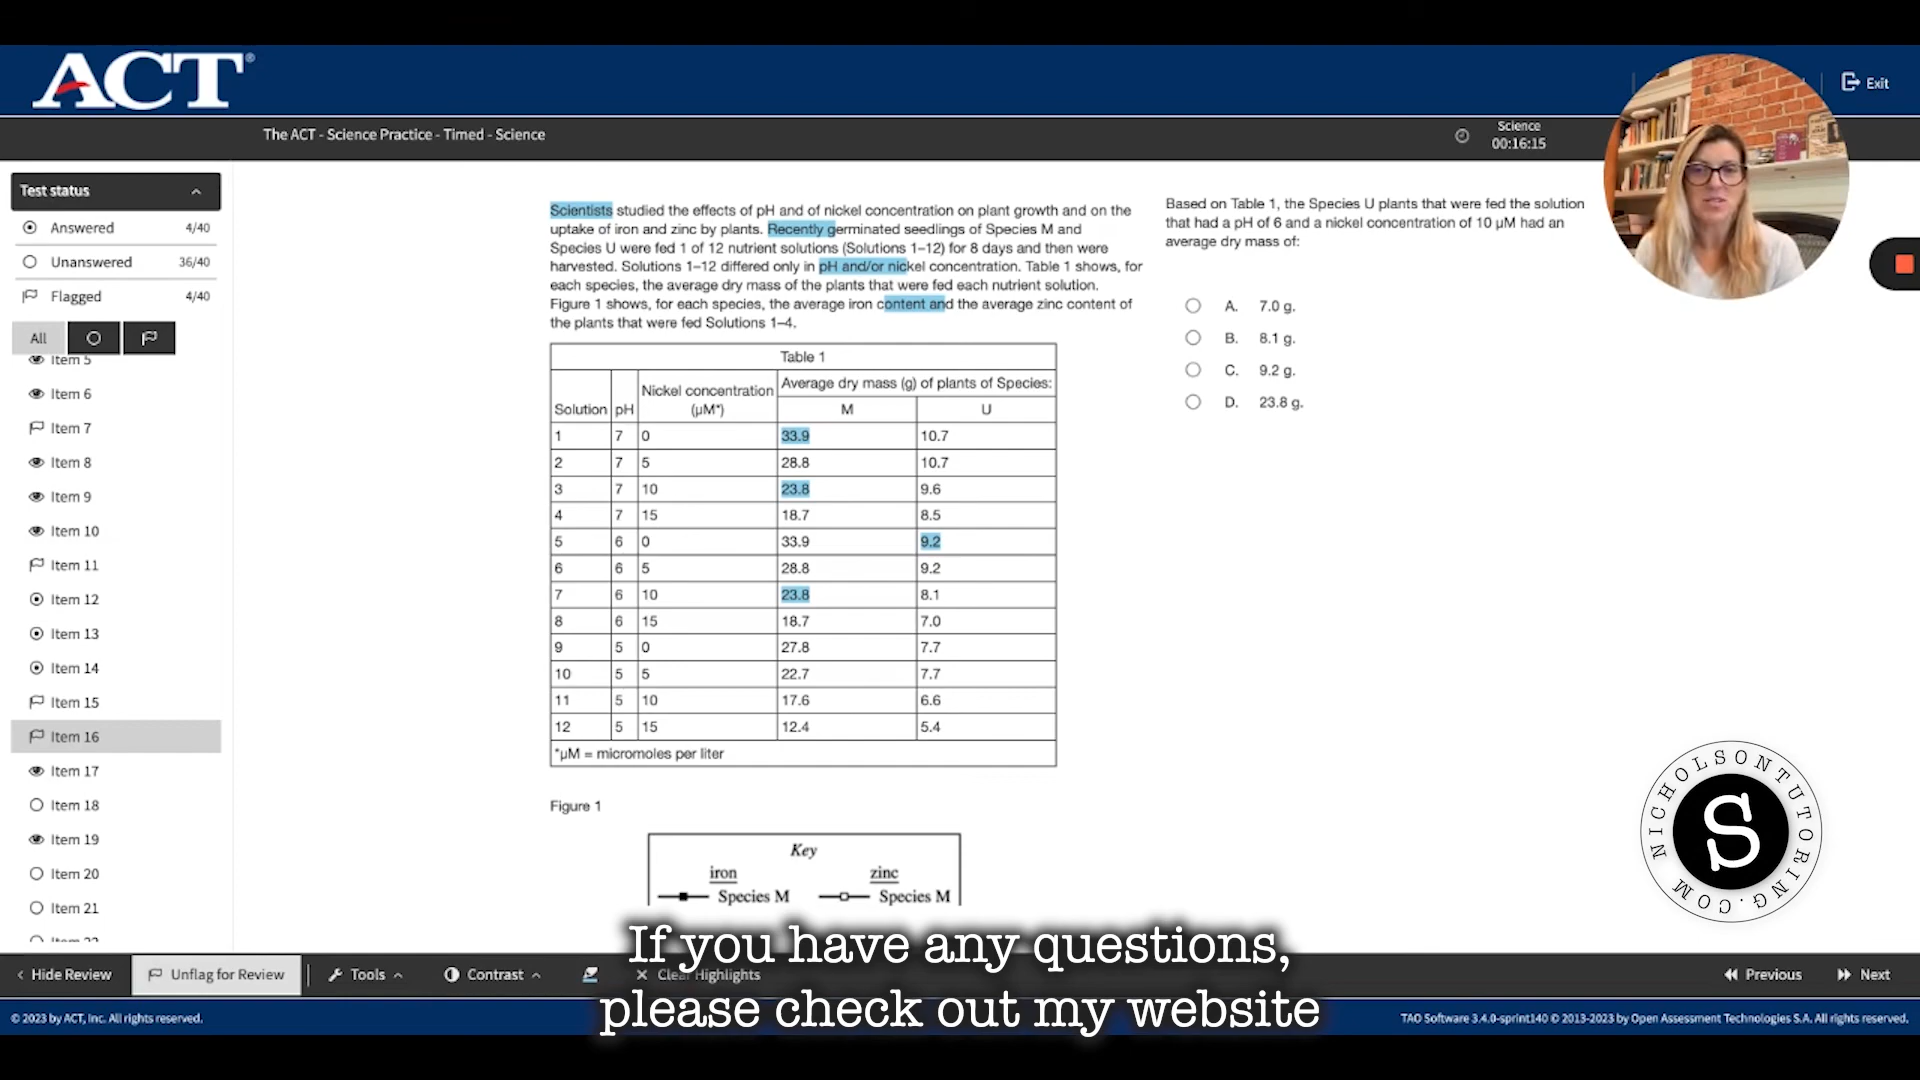 ACT®
Exit
The ACT - Science Practice - Timed - Science
Science
00:16:15
Test status
Answered 4/40
Unanswered 36/40
Flagged 4/40
All
Item 5
Item 6
Item 7
Item 8
Item 9
Item 10
Item 11
Item 12
Item 13
Item 14
Item 15
Item 16
Item 17
Item 18
Item 19
Item 20
Item 21
Scientists studied the effects of pH and of nickel concentration on plant growth and on the
uptake of iron and zinc by plants. Recently germinated seedlings of Species M and
Species U were fed 1 of 12 nutrient solutions (Solutions 1–12) for 8 days and then were
harvested. Solutions 1–12 differed only in pH and/or nickel concentration. Table 1 shows, for
each species, the average dry mass of the plants that were fed each nutrient solution.
Figure 1 shows, for each species, the average iron content and the average zinc content of
the plants that were fed Solutions 1–4.
Table 1
Average dry mass (g) of plants of Species:
Nickel concentration
Solution pH (µM*) M U
1 7 0 33.9 10.7
2 7 5 28.8 10.7
3 7 10 23.8 9.6
4 7 15 18.7 8.5
5 6 0 33.9 9.2
6 6 5 28.8 9.2
7 6 10 23.8 8.1
8 6 15 18.7 7.0
9 5 0 27.8 7.7
10 5 5 22.7 7.7
11 5 10 17.6 6.6
12 5 15 12.4 5.4
*µM = micromoles per liter
Figure 1
Key
iron zinc
Species M Species M
Based on Table 1, the Species U plants that were fed the solution
that had a pH of 6 and a nickel concentration of 10 µM had an
average dry mass of:
A. 7.0 g.
B. 8.1 g.
C. 9.2 g.
D. 23.8 g.
NICHOLSONTUTORING.COM
S
If you have any questions,
please check out my website
Hide Review
Unflag for Review
Tools
Contrast
Clear Highlights
Previous
Next
© 2023 by ACT, Inc. All rights reserved.
TAO Software 3.4.0-sprint140 © 2013-2023 by Open Assessment Technologies S.A. All rights reserved.